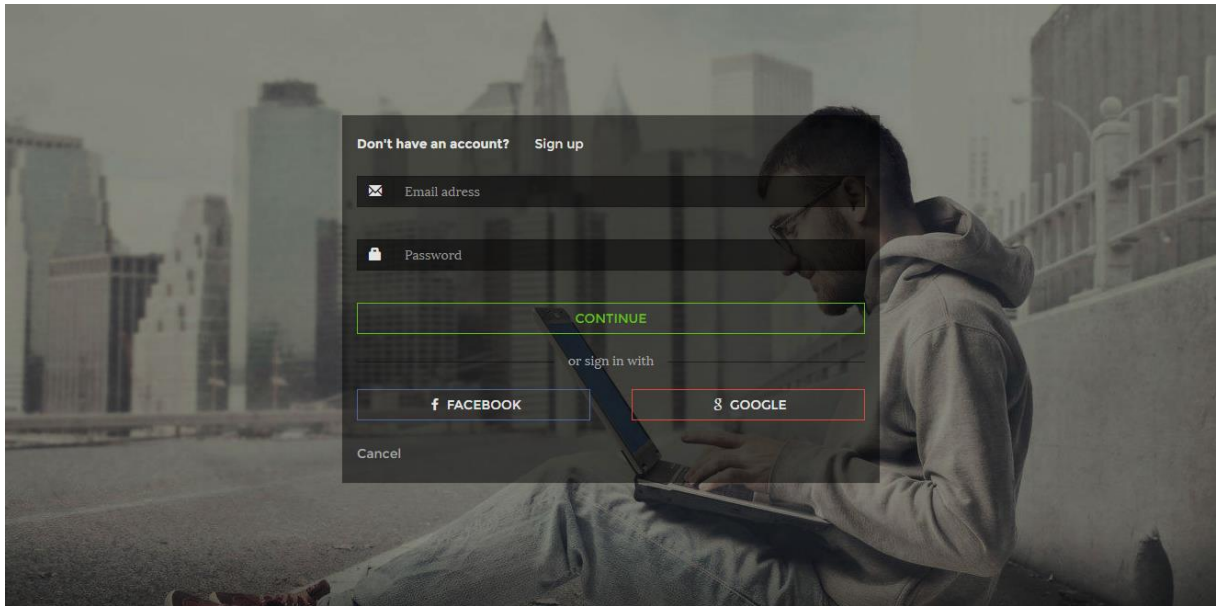 Don't have an account? Sign up
Email adress
Password
CONTINUE
or sign in with
f FACEBOOK
g GOOGLE
Cancel